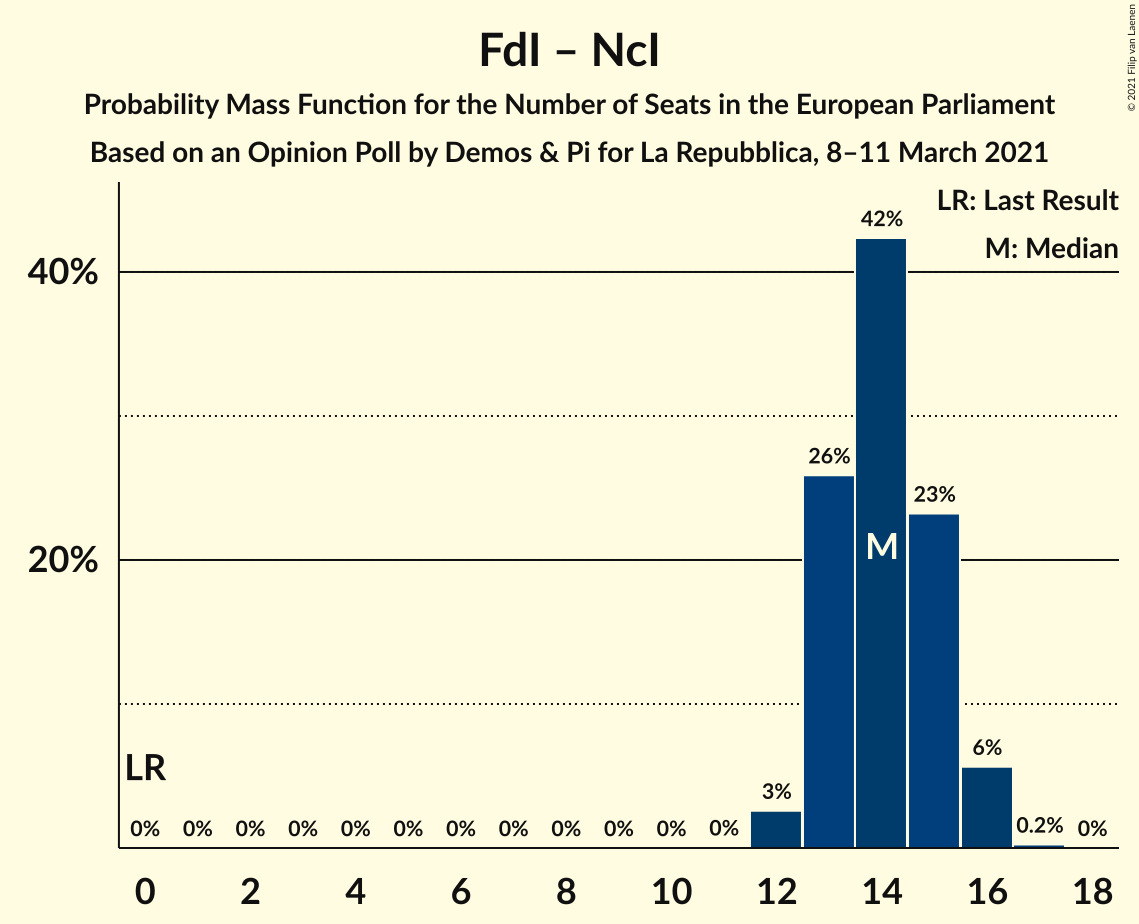 FdI – NcI
Probability Mass Function for the Number of Seats in the European Parliament
Based on an Opinion Poll by Demos & Pi for La Repubblica, 8–11 March 2021
© 2021 Filip van Laenen
LR: Last Result
M: Median
42%
40%
26%
23%
M
20%
LR
6%
3%
0% 0% 0% 0% 0% 0% 0% 0% 0% 0% 0% 0% 0.2% 0%
0 2 4 6 8 10 12 14 16 18